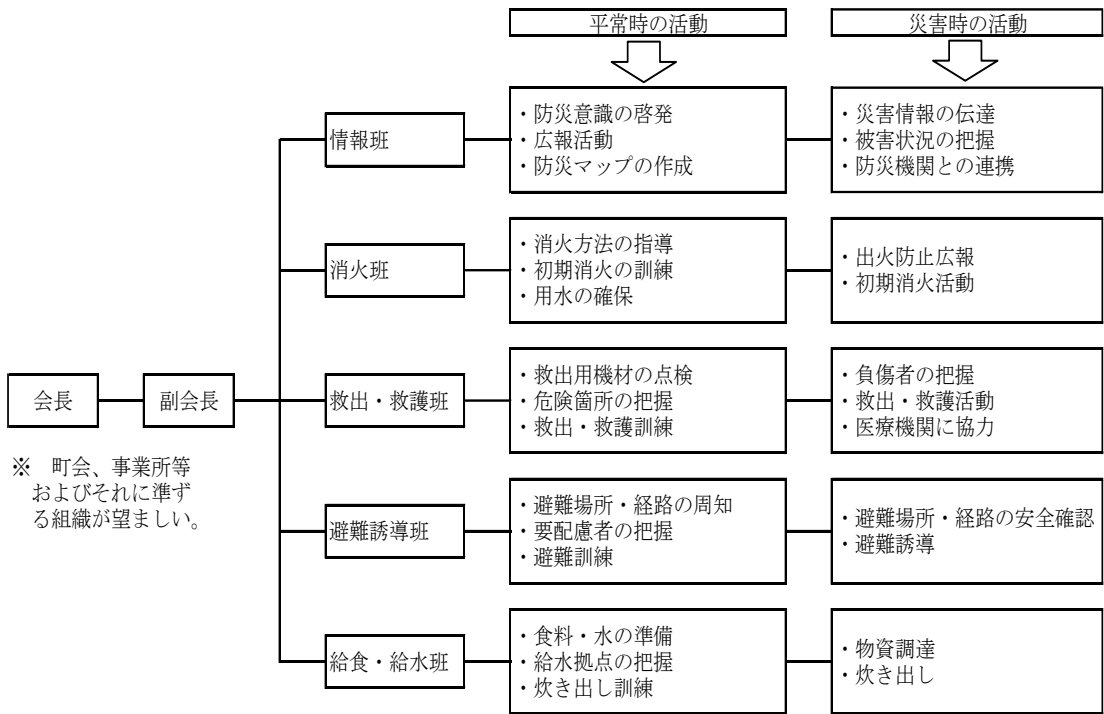 平常時の活動
災害時の活動
情報班
・防災意識の啓発
・広報活動
・防災マップの作成
・災害情報の伝達
・被害状況の把握
・防災機関との連携
消火班
・消火方法の指導
・初期消火の訓練
・用水の確保
・出火防止広報
・初期消火活動
会長
副会長
※　町会、事業所等
およびそれに準ず
る組織が望ましい。
救出・救護班
・救出用機材の点検
・危険箇所の把握
・救出・救護訓練
・負傷者の把握
・救出・救護活動
・医療機関に協力
避難誘導班
・避難場所・経路の周知
・要配慮者の把握
・避難訓練
・避難場所・経路の安全確認
・避難誘導
給食・給水班
・食料・水の準備
・給水拠点の把握
・炊き出し訓練
・物資調達
・炊き出し